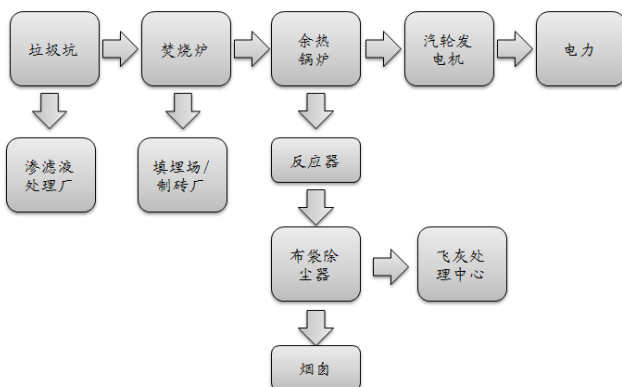 垃圾坑
焚烧炉
余热
锅炉
汽轮发
电机
电力
渗滤液
处理厂
填埋场/
制砖厂
反应器
布袋除
尘器
飞灰处
理中心
烟囱